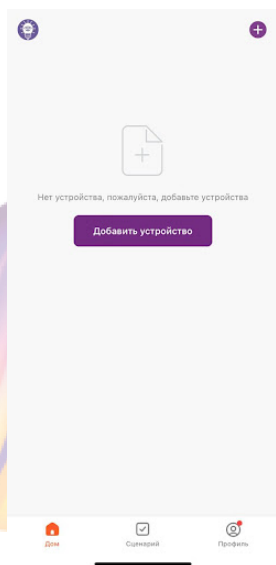 Нет устройства, пожалуйста, добавьте устройства
Добавить устройство
Дом
Сценарий
Профиль